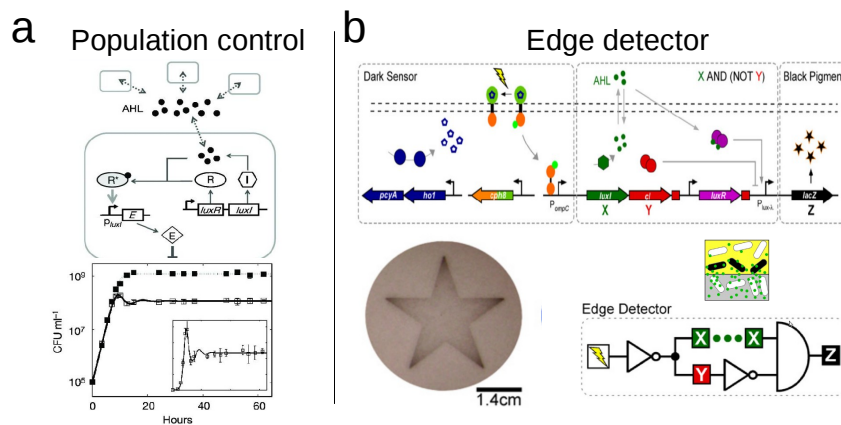 a
Population control
AHL
R*
R
I
P luxI
E
luxR
luxI
E
10⁹
10⁷
10⁵
CFU ml⁻¹
0
20
40
60
Hours
b
Edge detector
Dark Sensor
AHL
X AND (NOT Y)
Black Pigmen
pcyA
ho1
cph8
P ompC
luxI
cI
luxR
P lux-λ
lacZ
X
Y
Z
1.4cm
Edge Detector
X
X
Y
Z